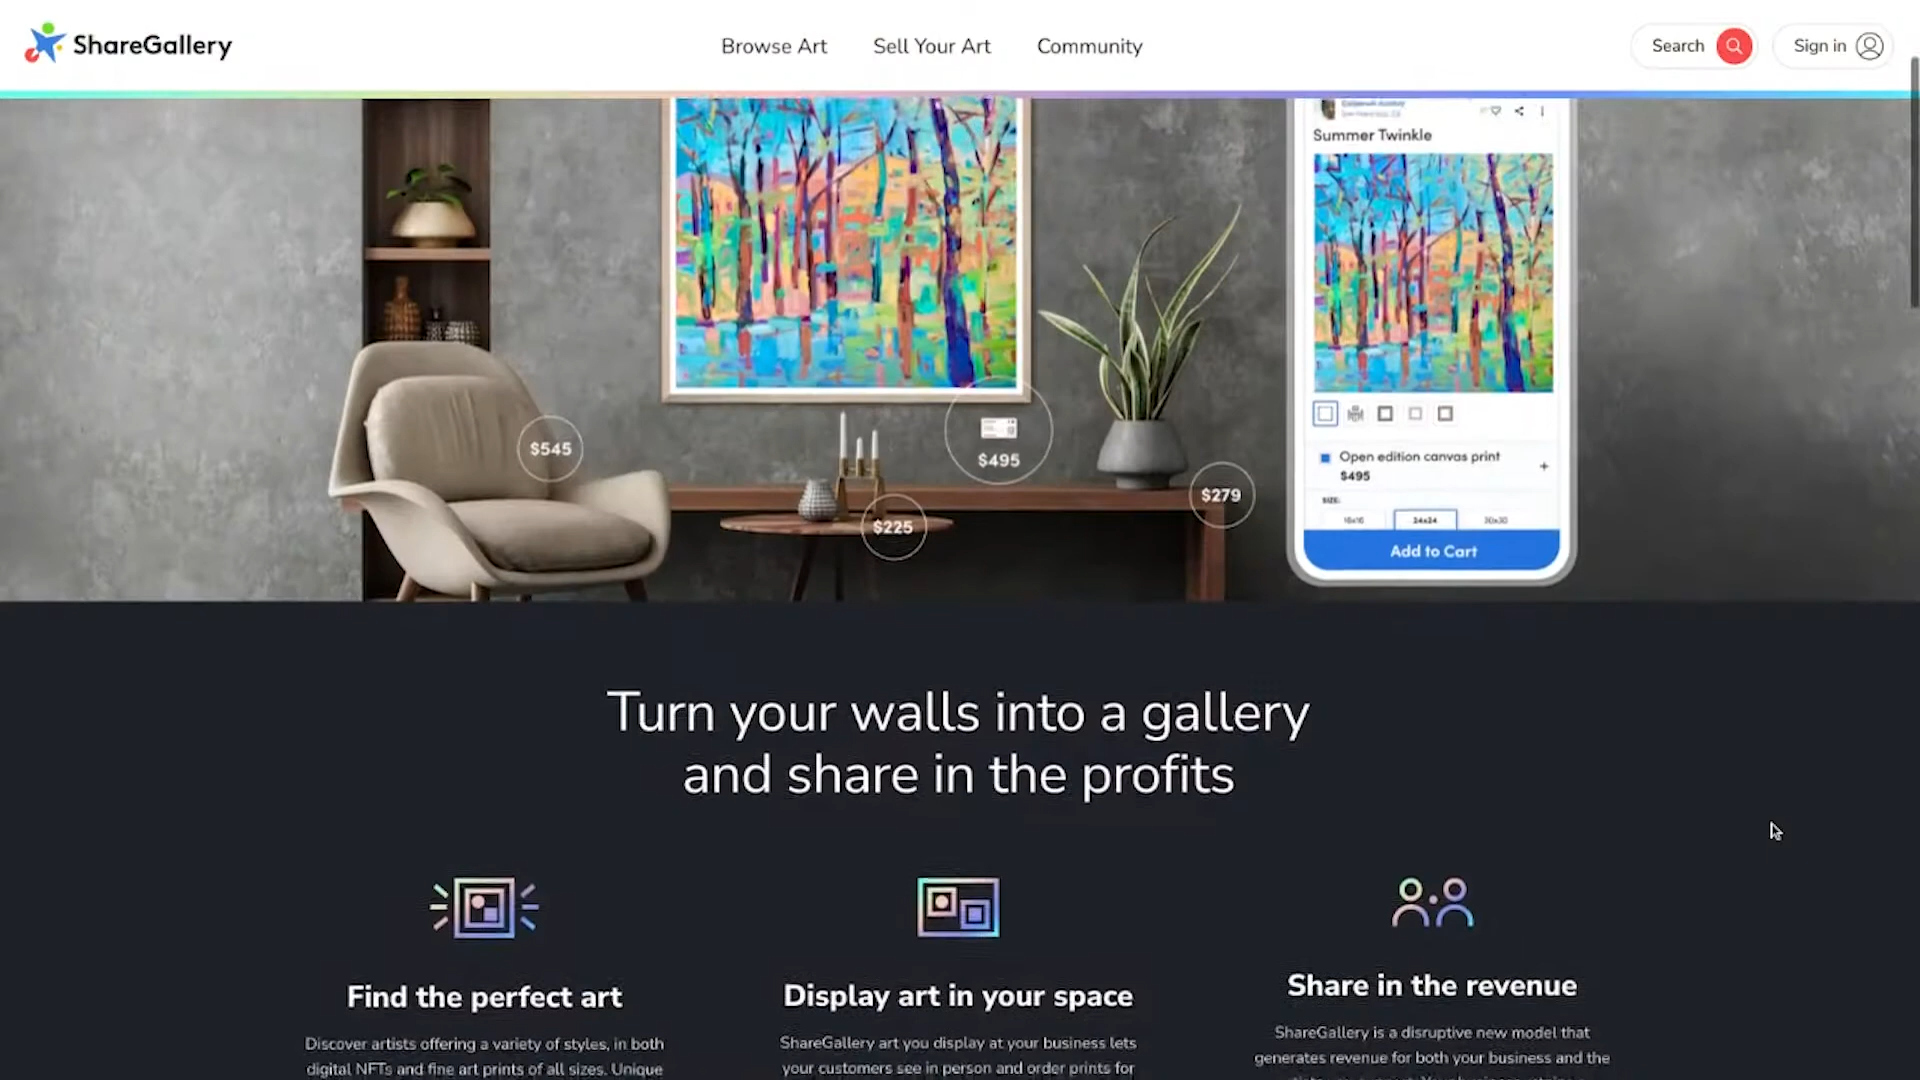 ShareGallery
Browse Art
Sell Your Art
Community
Search
Sign in
Summer Twinkle
$545
$495
$225
$279
Open edition canvas print
$495
SIZE:
16x16
24x24
30x30
Add to Cart
Turn your walls into a gallery
and share in the profits
Find the perfect art
Discover artists offering a variety of styles, in both
digital NFTs and fine art prints of all sizes. Unique
Display art in your space
ShareGallery art you display at your business lets
your customers see in person and order prints for
Share in the revenue
ShareGallery is a disruptive new model that
generates revenue for both your business and the